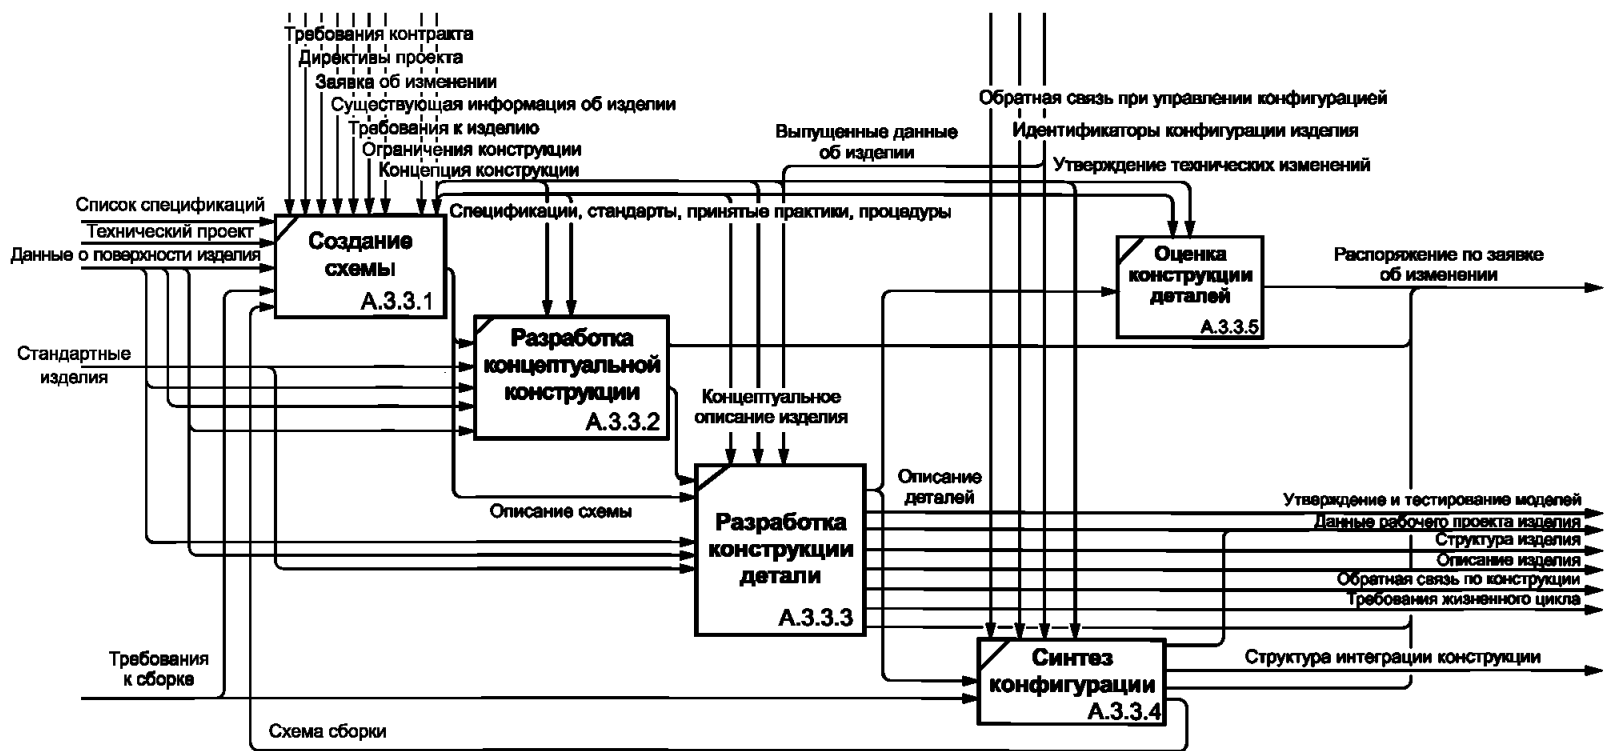 Требования контракта
Директивы проекта
Заявка об изменении
Существующая информация об изделии
Требования к изделию
Ограничения конструкции
Концепция конструкции
Обратная связь при управлении конфигурацией
Идентификаторы конфигурации изделия
Утверждение технических изменений
Выпущенные данные
об изделии
Список спецификаций
Технический проект
Данные о поверхности изделия
Спецификации, стандарты, принятые практики, процедуры
Создание
схемы
А.3.3.1
Оценка
конструкции
деталей
А.3.3.5
Распоряжение по заявке
об изменении
Стандартные
изделия
Разработка
концептуальной
конструкции
А.3.3.2
Концептуальное
описание изделия
Описание схемы
Описание
деталей
Разработка
конструкции
детали
А.3.3.3
Утверждение и тестирование моделей
Данные рабочего проекта изделия
Структура изделия
Описание изделия
Обратная связь по конструкции
Требования жизненного цикла
Требования
к сборке
Синтез
конфигурации
А.3.3.4
Структура интеграции конструкции
Схема сборки